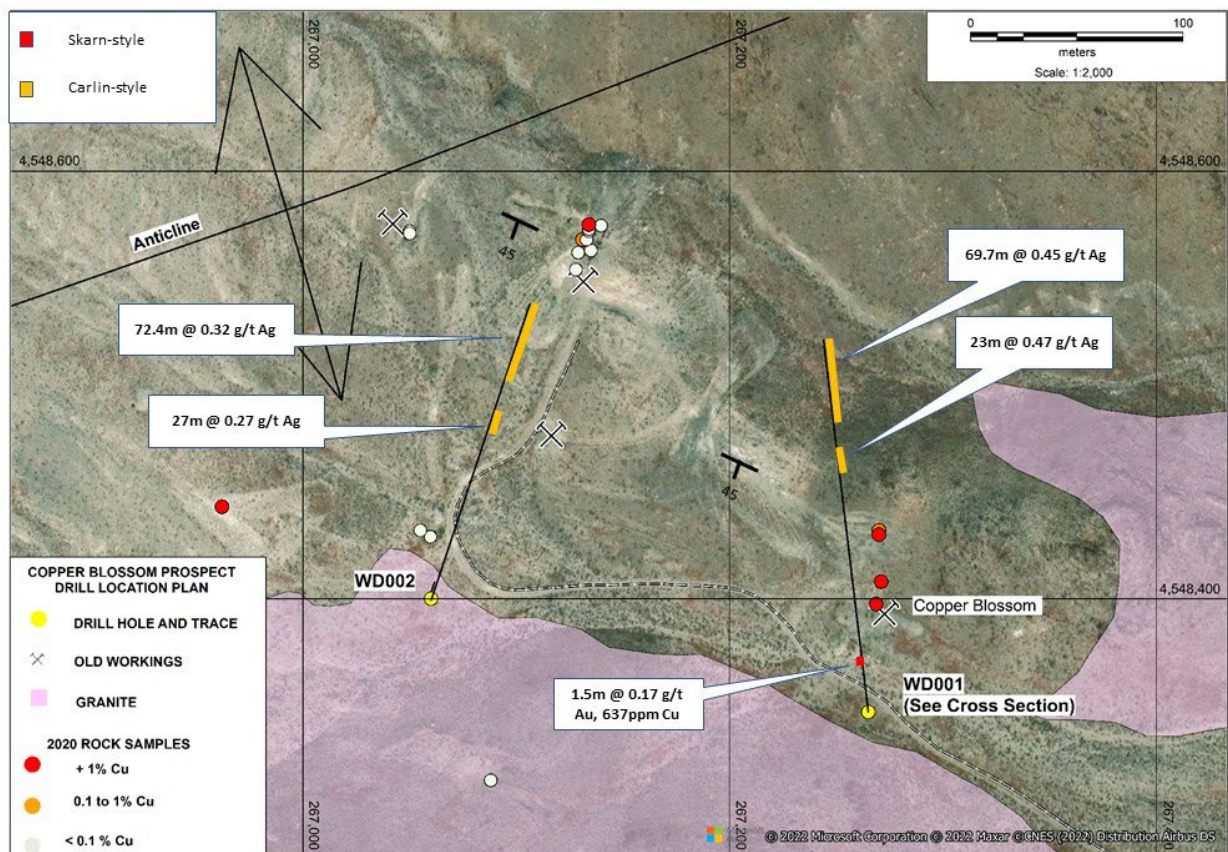 Skarn-style
Carlin-style
267,000
267,200
0 100
meters
Scale: 1:2,000
4,548,600
4,548,600
Anticline
45
69.7m @ 0.45 g/t Ag
72.4m @ 0.32 g/t Ag
23m @ 0.47 g/t Ag
27m @ 0.27 g/t Ag
45
COPPER BLOSSOM PROSPECT
DRILL LOCATION PLAN
DRILL HOLE AND TRACE
OLD WORKINGS
GRANITE
2020 ROCK SAMPLES
+ 1% Cu
0.1 to 1% Cu
< 0.1 % Cu
WD002
4,548,400
Copper Blossom
1.5m @ 0.17 g/t
Au, 637ppm Cu
WD001
(See Cross Section)
267,000
267,200
© 2022 Microsoft Corporation © 2022 Maxar ©CNES (2022) Distribution Airbus DS